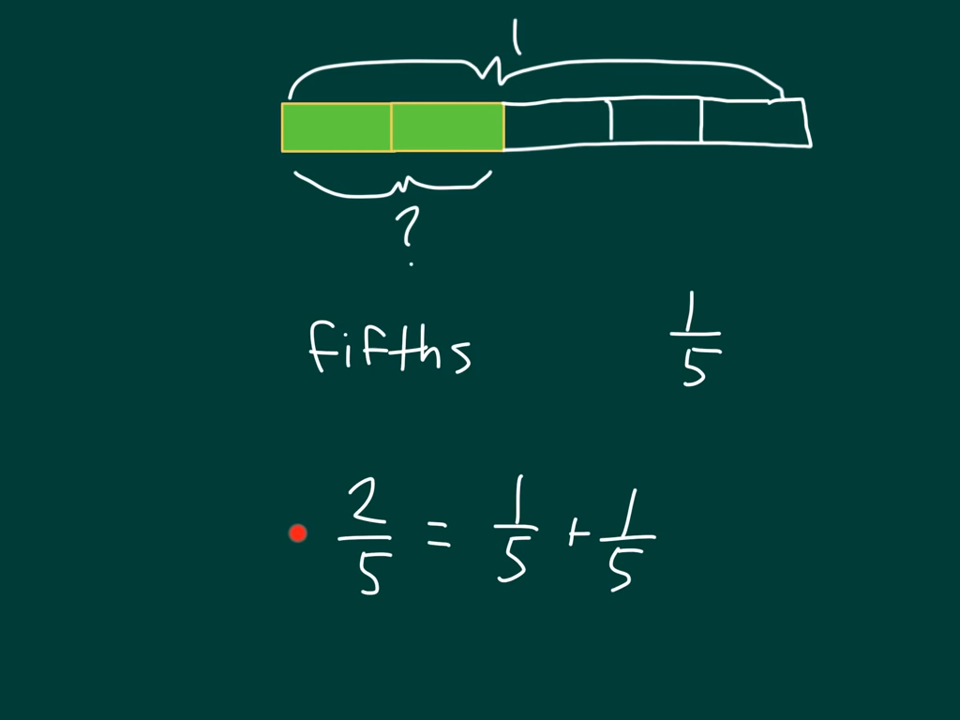 1
?
fifths 1/5
2/5 = 1/5 + 1/5